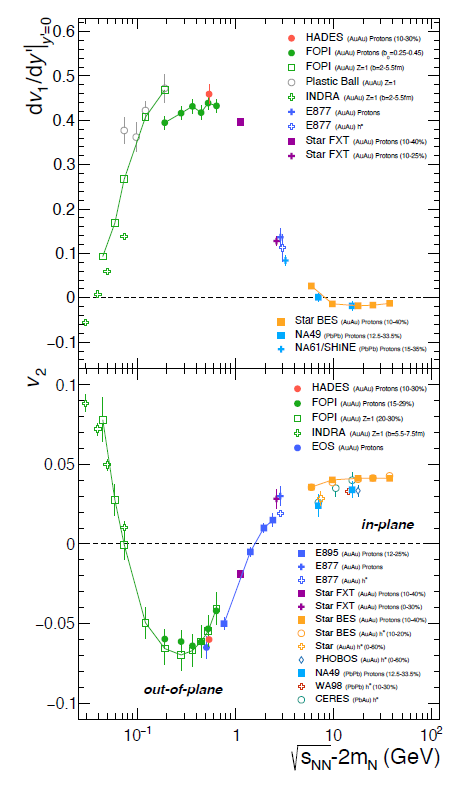 dv₁/dy'|y'=0
0.6
0.5
0.4
0.3
0.2
0.1
0
−0.1
HADES (AuAu) Protons (10-30%)
FOPI (AuAu) Protons (b₀=0.25-0.45)
FOPI (AuAu) Z=1 (b=2-5.5fm)
Plastic Ball (AuAu) Z=1
INDRA (AuAu) Z=1 (b=2-5.5fm)
E877 (AuAu) Protons
E877 (AuAu) h⁺
Star FXT (AuAu) Protons (10-40%)
Star FXT (AuAu) Protons (10-25%)
Star BES (AuAu) Protons (10-40%)
NA49 (PbPb) Protons (12.5-33.5%)
NA61/SHINE (PbPb) Protons (15-35%)
v₂
0.1
0.05
0
−0.05
−0.1
HADES (AuAu) Protons (10-30%)
FOPI (AuAu) Protons (15-29%)
FOPI (AuAu) Z=1 (20-30%)
INDRA (AuAu) Z=1 (b=5.5-7.5fm)
EOS (AuAu) Protons
in-plane
E895 (AuAu) Protons (12-25%)
E877 (AuAu) Protons
E877 (AuAu) h⁺
Star FXT (AuAu) Protons (10-40%)
Star FXT (AuAu) Protons (0-30%)
Star BES (AuAu) Protons (10-40%)
Star BES (AuAu) h⁺ (10-20%)
Star (AuAu) h⁺ (0-60%)
PHOBOS (AuAu) h⁺ (0-60%)
NA49 (PbPb) Protons (12.5-33.5%)
WA98 (PbPb) h⁺ (10-30%)
CERES (PbAu) h⁺
out-of-plane
10⁻¹
1
10
10²
√sNN-2mN (GeV)